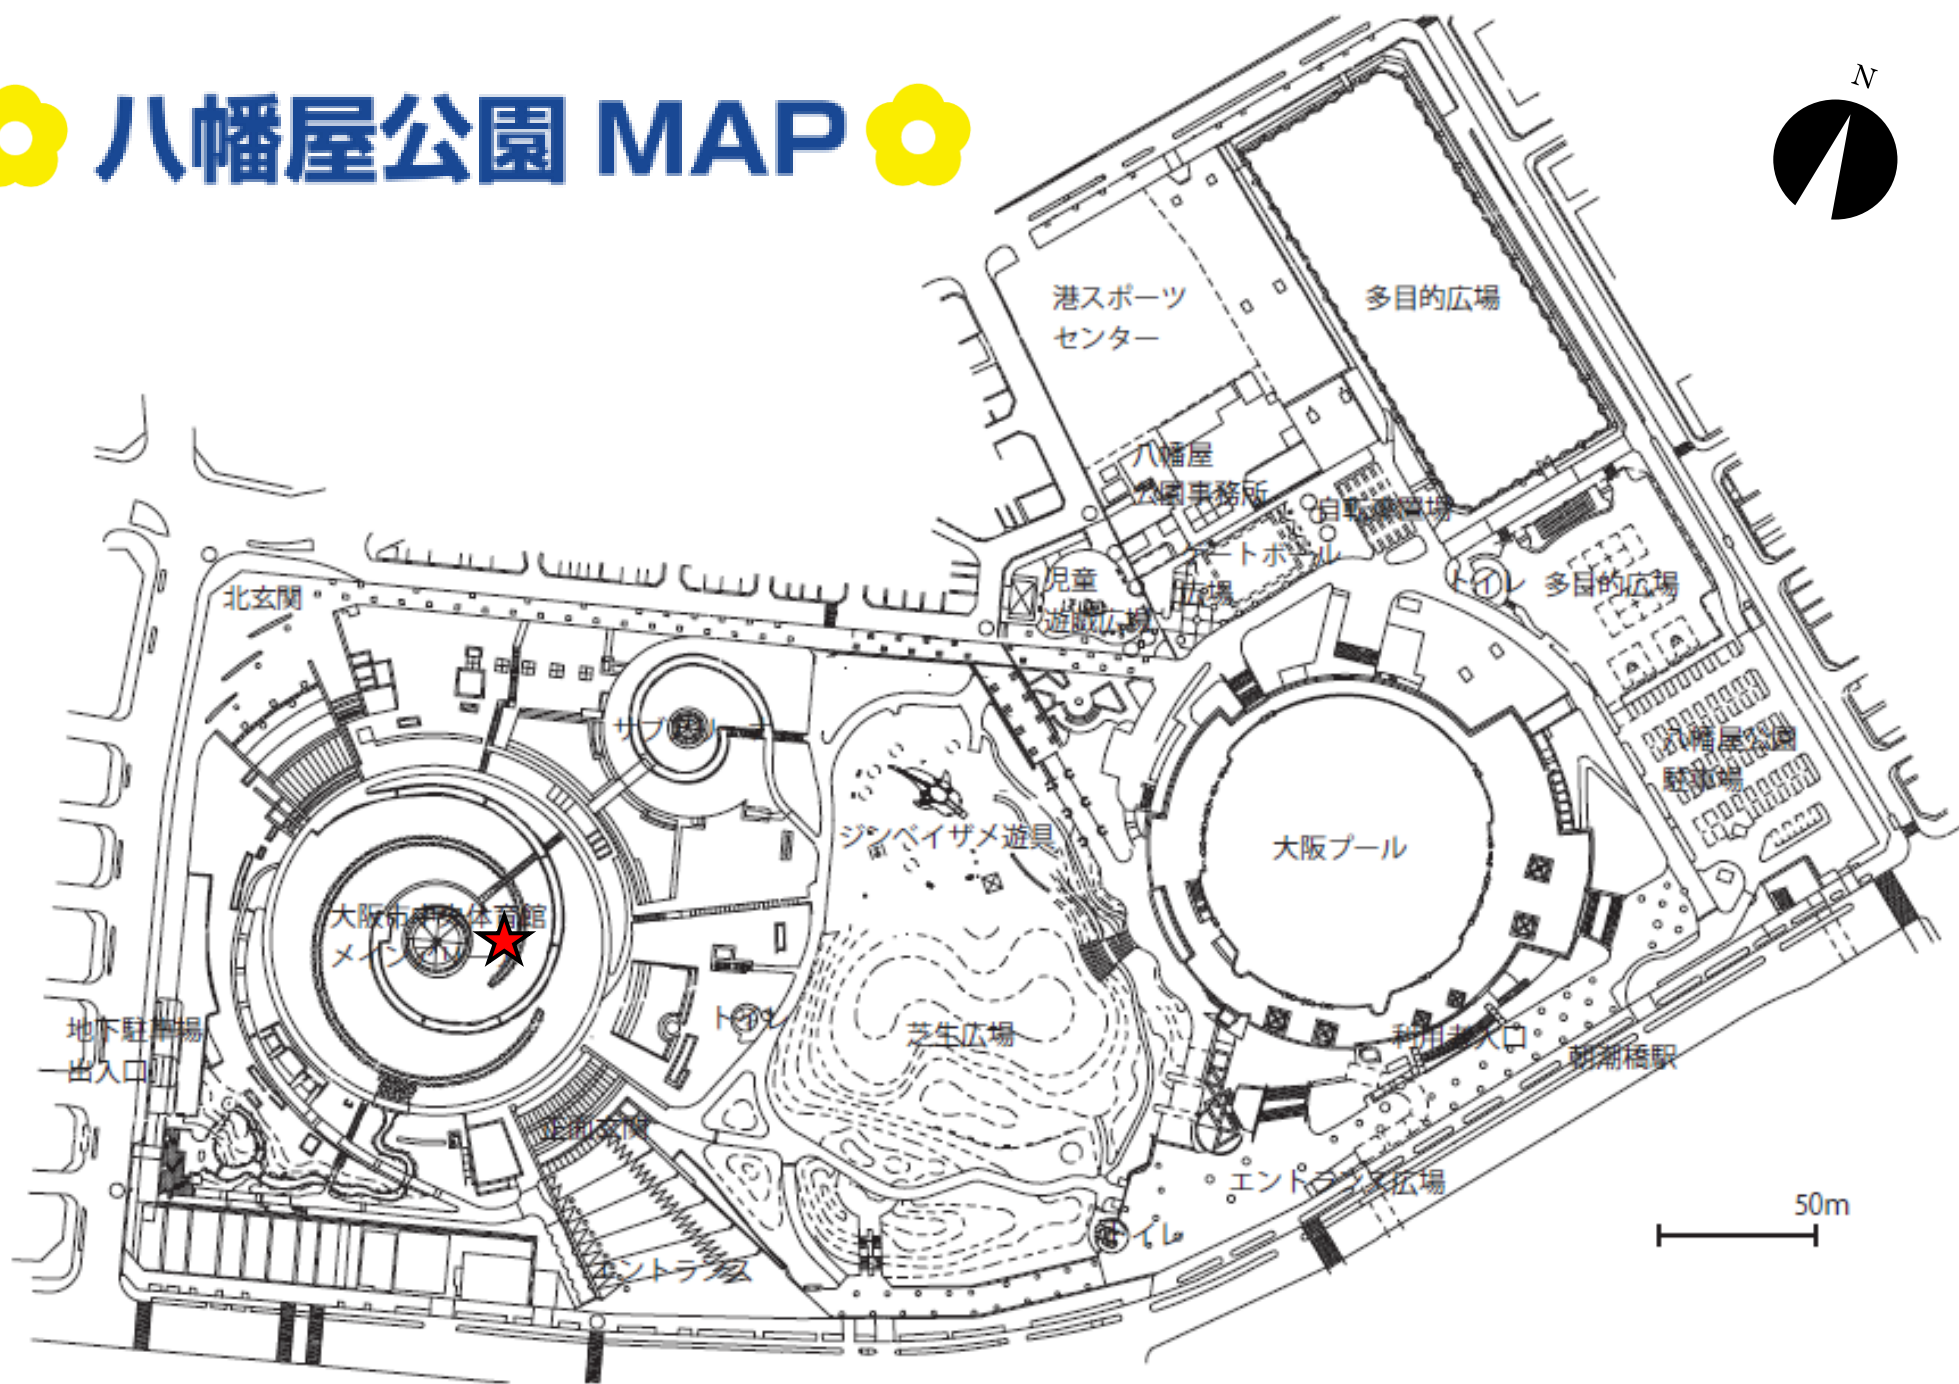 八幡屋公園 MAP
N
港スポーツ
センター
多目的広場
八幡屋
公園事務所
自転車置場
ゲートボール
広場
児童
遊戯広場
トイレ
多目的広場
北玄関
サブアリーナ
八幡屋公園
駐車場
ジンベイザメ遊具
大阪プール
大阪市中央体育館
メインアリーナ
地下駐車場
出入口
トイレ
芝生広場
利用者入口
朝潮橋駅
正面玄関
エントランス広場
50m
トイレ
エントランス